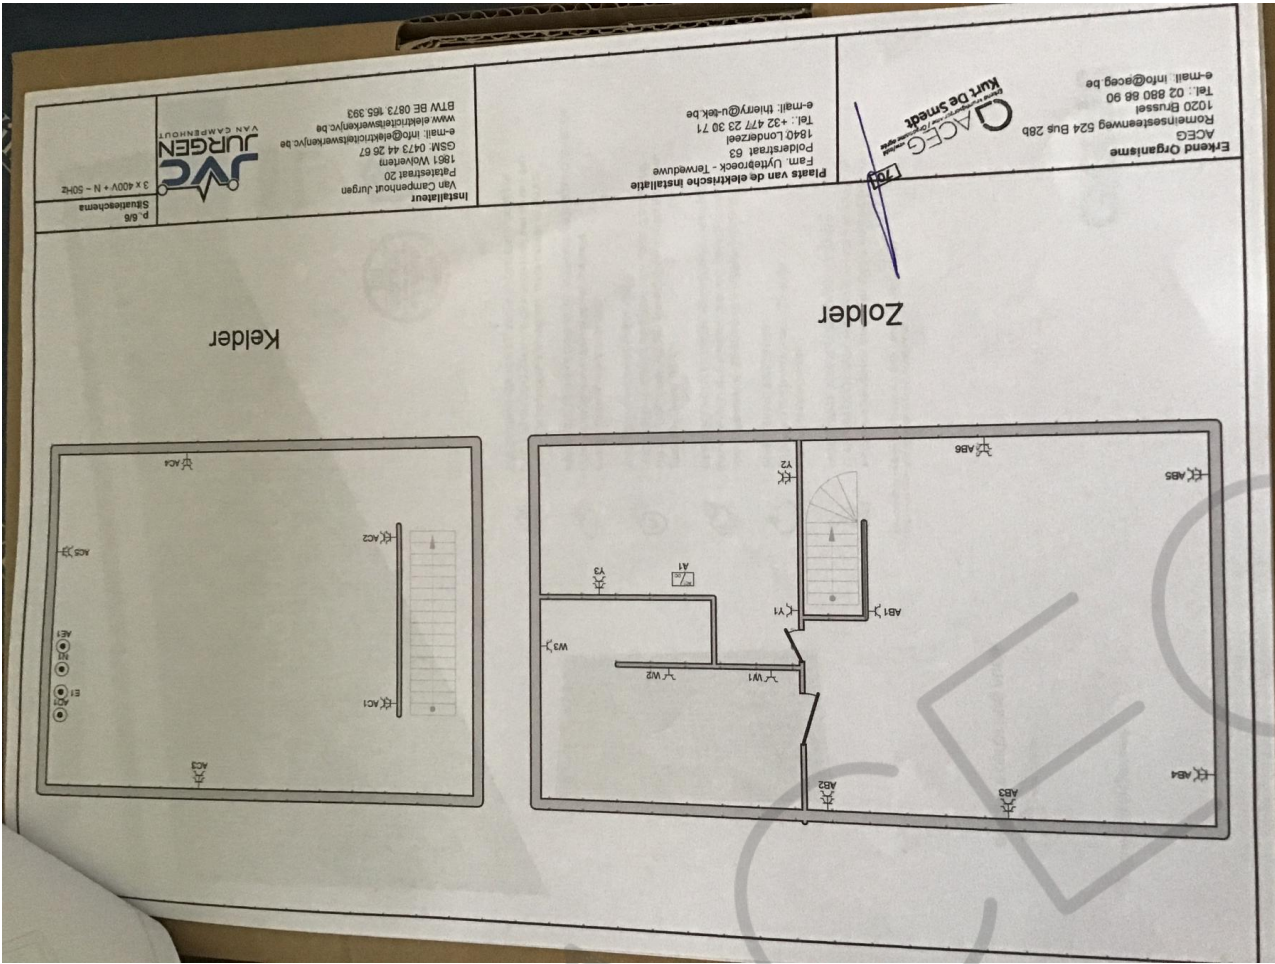 Zolder
AB4
AB3
AB2
AB5
AB6
AB1
W1
W2
W3
Y1
Y2
Y3
A1
Kelder
AC3
AC1
AC2
AC4
AC5
E1
N1
AE1
Erkend Organisme
ACEG
Romeinsesteenweg 524 Bus 28b
1020 Brussel
Tel.: 02 880 86 90
e-mail: info@aceg.be
701
ACEG
Kurt De Smedt
Plaats van de elektrische installatie
Fam. Uyttebroeck - Terweduwe
Polderstraat 63
1840 Londerzeel
Tel.: +32 477 23 30 71
e-mail: thierry@u-tek.be
Installateur
Van Campenhout Jurgen
Patattestraat 20
1861 Wolvertem
GSM: 0473 44 26 67
e-mail: info@elektriciteitswerkenjvc.be
www.elektriciteitswerkenjvc.be
BTW BE 0873 165 393
JVC
JURGEN
VAN CAMPENHOUT
p. 6/6
Situatieschema
3 x 400V + N ~ 50Hz
CEG